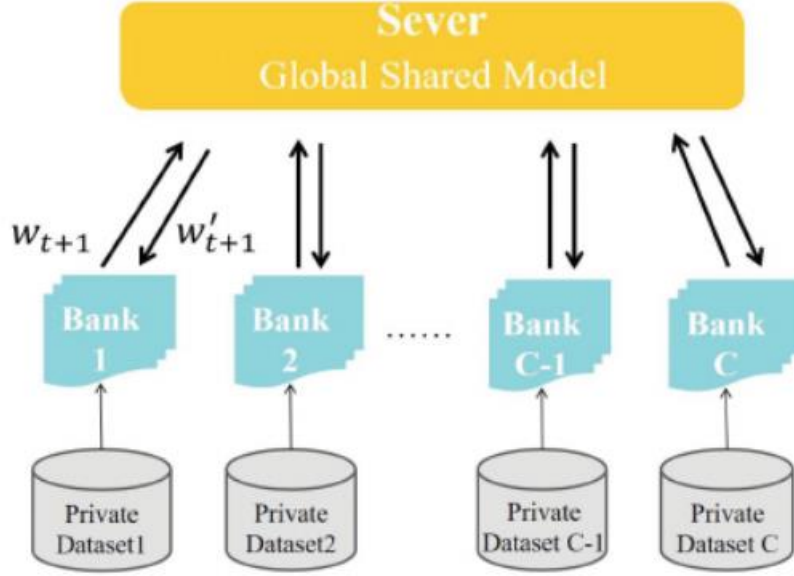 Sever
Global Shared Model
w_{t+1} w'_{t+1}
Bank 1
Bank 2
......
Bank C-1
Bank C
Private Dataset1
Private Dataset2
Private Dataset C-1
Private Dataset C